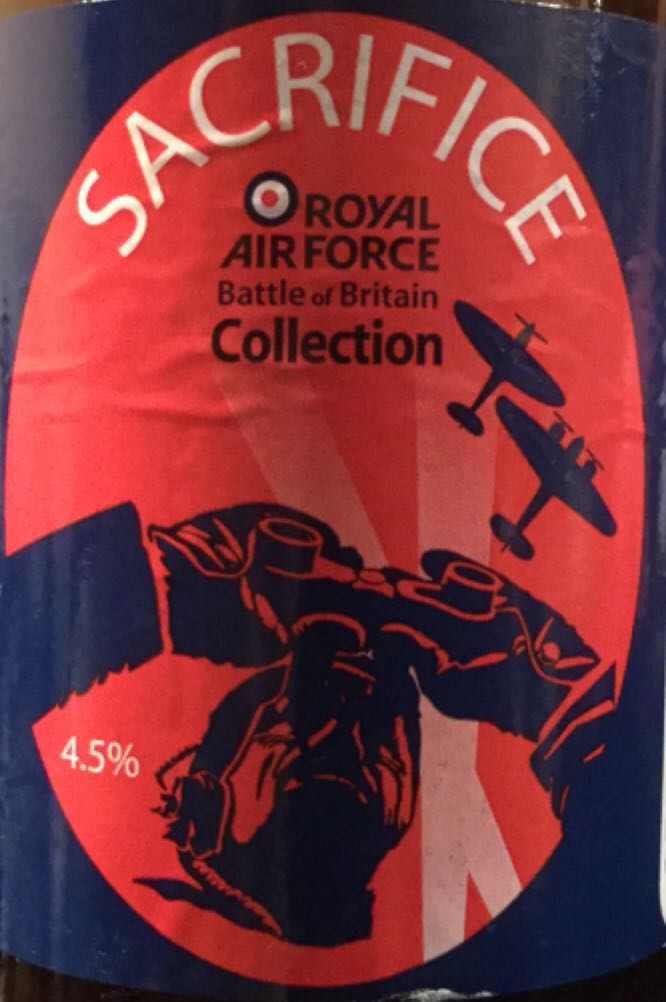 SACRIFICE
ROYAL
AIR FORCE
Battle of Britain
Collection
4.5%